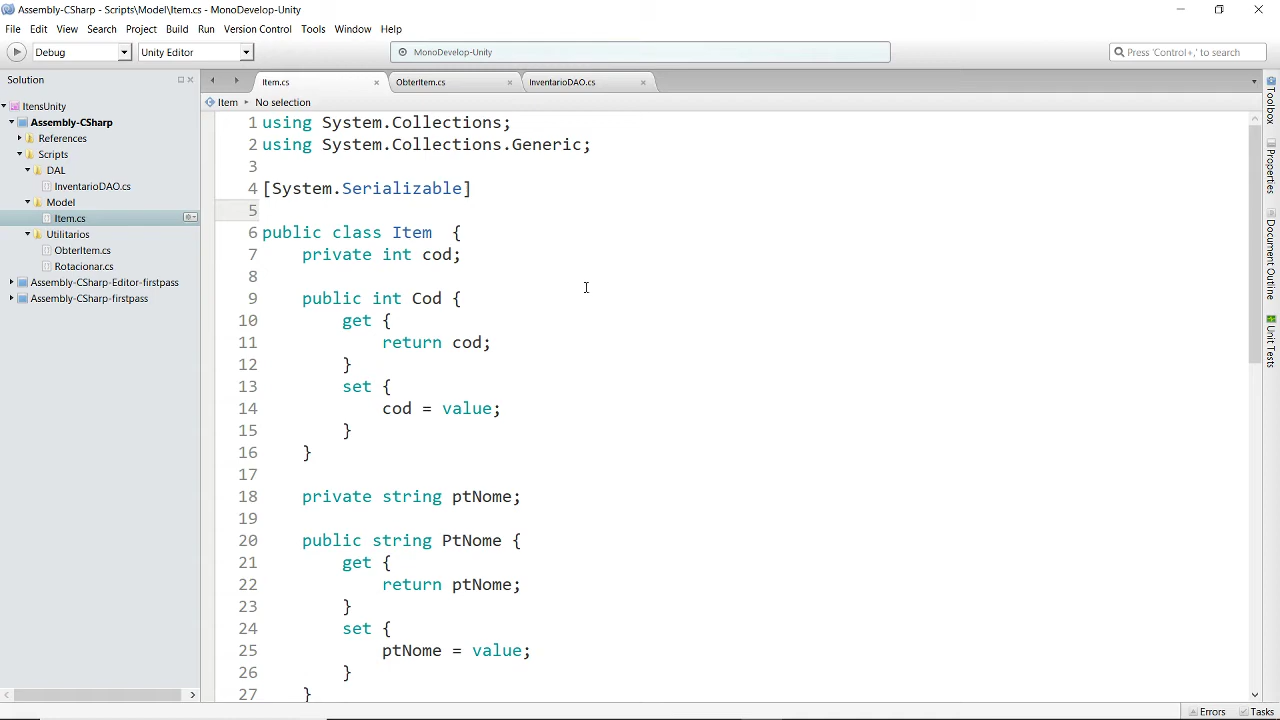 Assembly-CSharp - Scripts\Model\Item.cs - MonoDevelop-Unity
File Edit View Search Project Build Run Version Control Tools Window Help
Debug Unity Editor MonoDevelop-Unity Press 'Control+,' to search
Solution
ItensUnity
Assembly-CSharp
References
Scripts
DAL
InventarioDAO.cs
Model
Item.cs
Utilitarios
ObterItem.cs
Rotacionar.cs
Assembly-CSharp-Editor-firstpass
Assembly-CSharp-firstpass
Item.cs ObterItem.cs InventarioDAO.cs
Item No selection
1 using System.Collections;
2 using System.Collections.Generic;
3
4 [System.Serializable]
5
6 public class Item  {
7     private int cod;
8
9     public int Cod {
10         get {
11             return cod;
12         }
13         set {
14             cod = value;
15         }
16     }
17
18     private string ptNome;
19
20     public string PtNome {
21         get {
22             return ptNome;
23         }
24         set {
25             ptNome = value;
26         }
27     }
Toolbox
Properties
Document Outline
Unit Tests
Errors Tasks